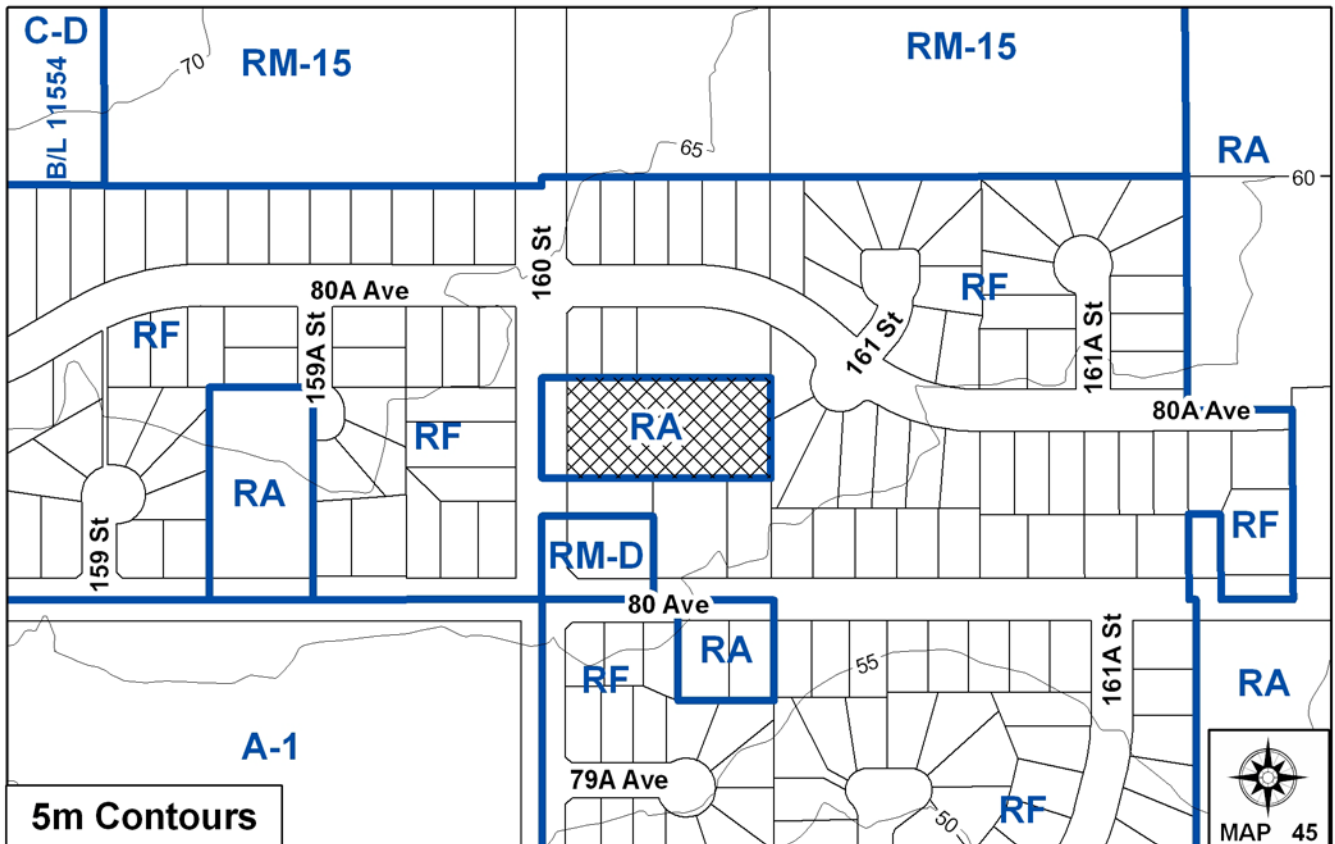 C-D
B/L 11554
70
RM-15
RM-15
65
RA
60
160 St
80A Ave
RF
159A St
RF
161 St
161A St
80A Ave
RA
RF
RA
RF
159 St
RM-D
80 Ave
RA
RF
55
161A St
RA
A-1
79A Ave
RF
50
5m Contours
MAP 45